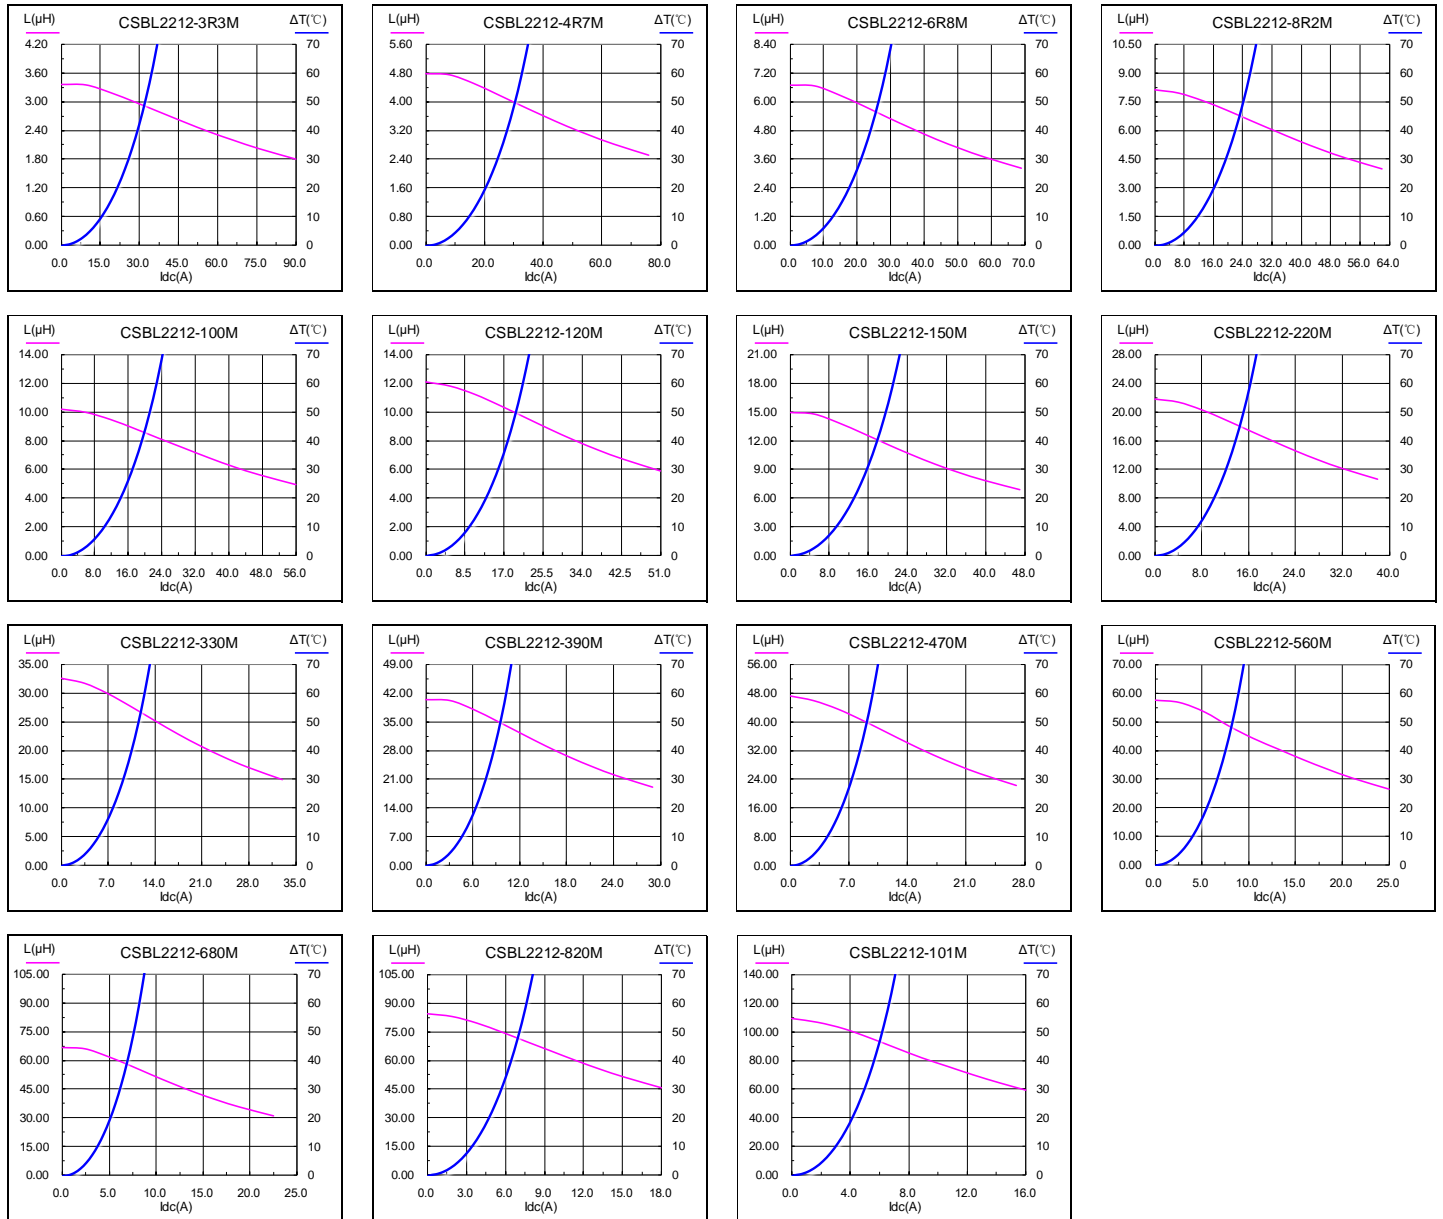 L(μH) CSBL2212-3R3M ΔT(℃)
4.20 70
3.60 60
3.00 50
2.40 40
1.80 30
1.20 20
0.60 10
0.00 0
0.0 15.0 30.0 45.0 60.0 75.0 90.0
Idc(A)
L(μH) CSBL2212-4R7M ΔT(℃)
5.60 70
4.80 60
4.00 50
3.20 40
2.40 30
1.60 20
0.80 10
0.00 0
0.0 20.0 40.0 60.0 80.0
Idc(A)
L(μH) CSBL2212-6R8M ΔT(℃)
8.40 70
7.20 60
6.00 50
4.80 40
3.60 30
2.40 20
1.20 10
0.00 0
0.0 10.0 20.0 30.0 40.0 50.0 60.0 70.0
Idc(A)
L(μH) CSBL2212-8R2M ΔT(℃)
10.50 70
9.00 60
7.50 50
6.00 40
4.50 30
3.00 20
1.50 10
0.00 0
0.0 8.0 16.0 24.0 32.0 40.0 48.0 56.0 64.0
Idc(A)
L(μH) CSBL2212-100M ΔT(℃)
14.00 70
12.00 60
10.00 50
8.00 40
6.00 30
4.00 20
2.00 10
0.00 0
0.0 8.0 16.0 24.0 32.0 40.0 48.0 56.0
Idc(A)
L(μH) CSBL2212-120M ΔT(℃)
14.00 70
12.00 60
10.00 50
8.00 40
6.00 30
4.00 20
2.00 10
0.00 0
0.0 8.5 17.0 25.5 34.0 42.5 51.0
Idc(A)
L(μH) CSBL2212-150M ΔT(℃)
21.00 70
18.00 60
15.00 50
12.00 40
9.00 30
6.00 20
3.00 10
0.00 0
0.0 8.0 16.0 24.0 32.0 40.0 48.0
Idc(A)
L(μH) CSBL2212-220M ΔT(℃)
28.00 70
24.00 60
20.00 50
16.00 40
12.00 30
8.00 20
4.00 10
0.00 0
0.0 8.0 16.0 24.0 32.0 40.0
Idc(A)
L(μH) CSBL2212-330M ΔT(℃)
35.00 70
30.00 60
25.00 50
20.00 40
15.00 30
10.00 20
5.00 10
0.00 0
0.0 7.0 14.0 21.0 28.0 35.0
Idc(A)
L(μH) CSBL2212-390M ΔT(℃)
49.00 70
42.00 60
35.00 50
28.00 40
21.00 30
14.00 20
7.00 10
0.00 0
0.0 6.0 12.0 18.0 24.0 30.0
Idc(A)
L(μH) CSBL2212-470M ΔT(℃)
56.00 70
48.00 60
40.00 50
32.00 40
24.00 30
16.00 20
8.00 10
0.00 0
0.0 7.0 14.0 21.0 28.0
Idc(A)
L(μH) CSBL2212-560M ΔT(℃)
70.00 70
60.00 60
50.00 50
40.00 40
30.00 30
20.00 20
10.00 10
0.00 0
0.0 5.0 10.0 15.0 20.0 25.0
Idc(A)
L(μH) CSBL2212-680M ΔT(℃)
105.00 70
90.00 60
75.00 50
60.00 40
45.00 30
30.00 20
15.00 10
0.00 0
0.0 5.0 10.0 15.0 20.0 25.0
Idc(A)
L(μH) CSBL2212-820M ΔT(℃)
105.00 70
90.00 60
75.00 50
60.00 40
45.00 30
30.00 20
15.00 10
0.00 0
0.0 3.0 6.0 9.0 12.0 15.0 18.0
Idc(A)
L(μH) CSBL2212-101M ΔT(℃)
140.00 70
120.00 60
100.00 50
80.00 40
60.00 30
40.00 20
20.00 10
0.00 0
0.0 4.0 8.0 12.0 16.0
Idc(A)